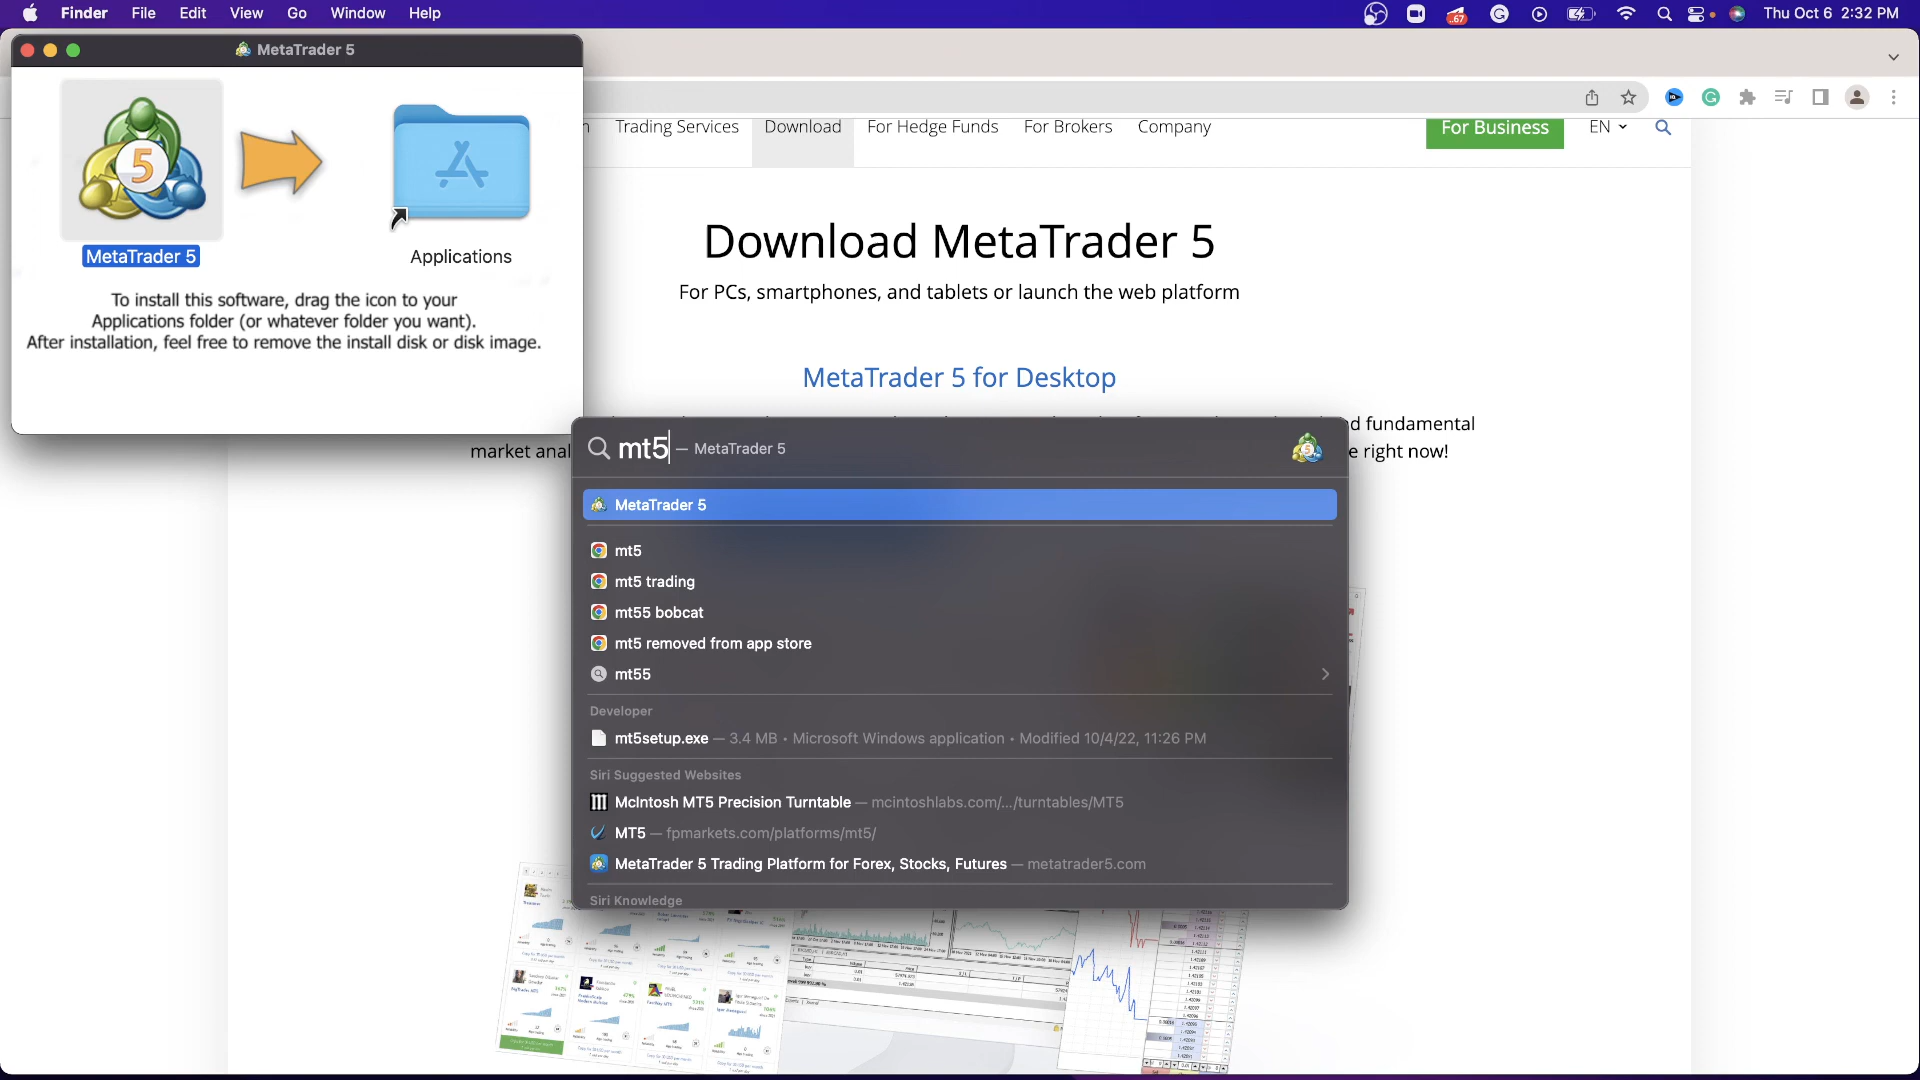 Finder File Edit View Go Window Help
.67
Thu Oct 6 2:32 PM
MetaTrader 5
5
MetaTrader 5
Applications
To install this software, drag the icon to your
Applications folder (or whatever folder you want).
After installation, feel free to remove the install disk or disk image.
Trading Services Download For Hedge Funds For Brokers Company For Business EN
Download MetaTrader 5
For PCs, smartphones, and tablets or launch the web platform
MetaTrader 5 for Desktop
d fundamental
market anal
e right now!
mt5 — MetaTrader 5
MetaTrader 5
mt5
mt5 trading
mt55 bobcat
mt5 removed from app store
mt55
Developer
mt5setup.exe — 3.4 MB • Microsoft Windows application • Modified 10/4/22, 11:26 PM
Siri Suggested Websites
McIntosh MT5 Precision Turntable — mcintoshlabs.com/.../turntables/MT5
MT5 — fpmarkets.com/platforms/mt5/
MetaTrader 5 Trading Platform for Forex, Stocks, Futures — metatrader5.com
Siri Knowledge